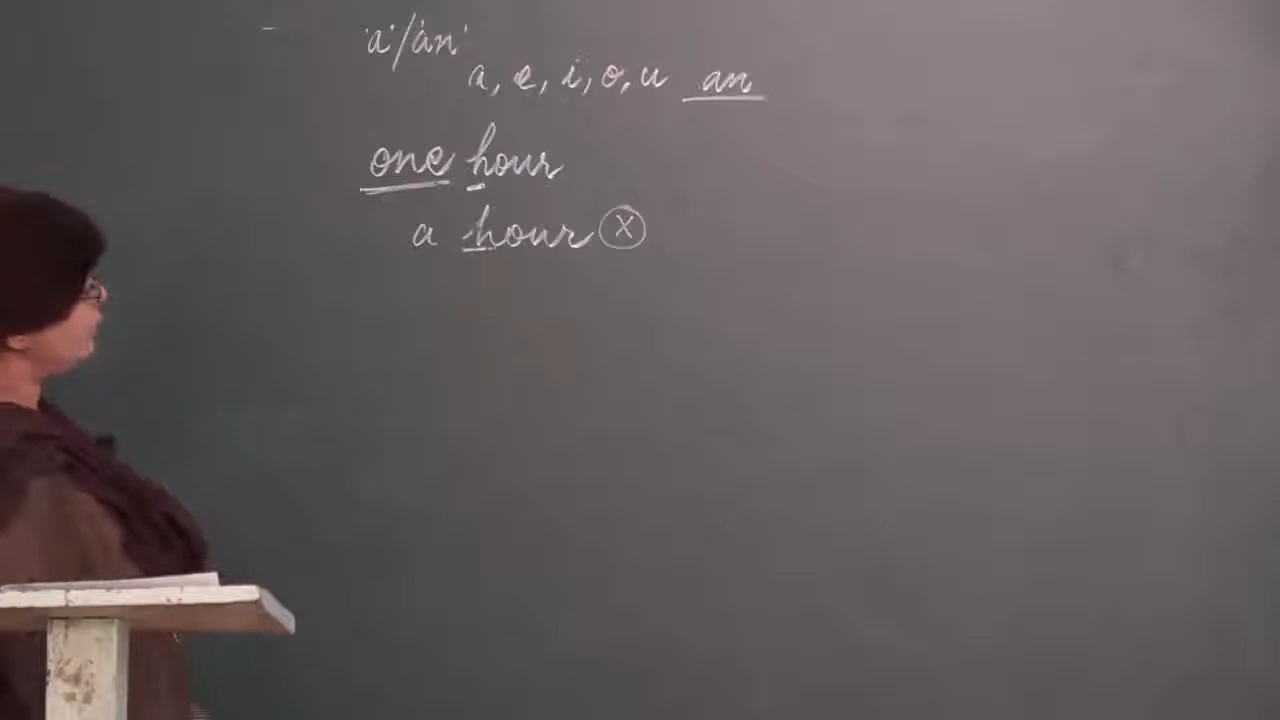 'a'/'an'
a, e, i, o, u an
one hour
a hour X